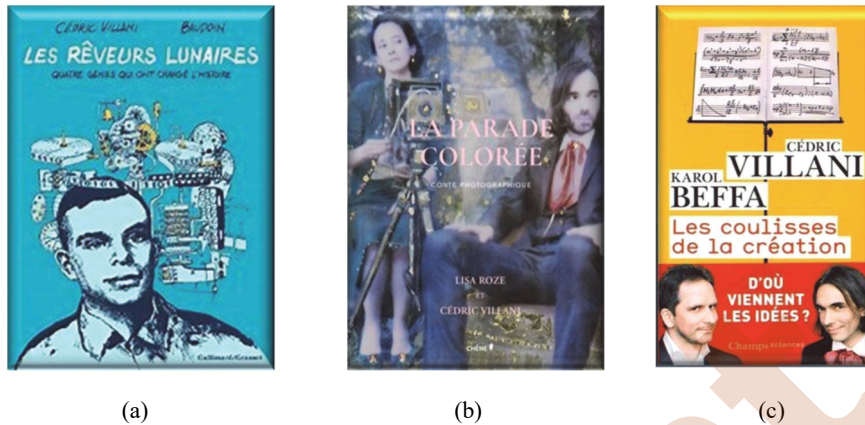 CÉDRIC VILLANI BAUDOIN
LES RÊVEURS LUNAIRES
QUATRE GÉNIES QUI ONT CHANGÉ L'HISTOIRE
Gallimard/Grasset
LA PARADE
COLORÉE
CONTE PHOTOGRAPHIQUE
LISA ROZE
ET
CÉDRIC VILLANI
CHÊNE
CÉDRIC
VILLANI
KAROL
BEFFA
Les coulisses
de la création
D'OÙ
VIENNENT
LES IDÉES ?
Champs sciences
(a) (b) (c)